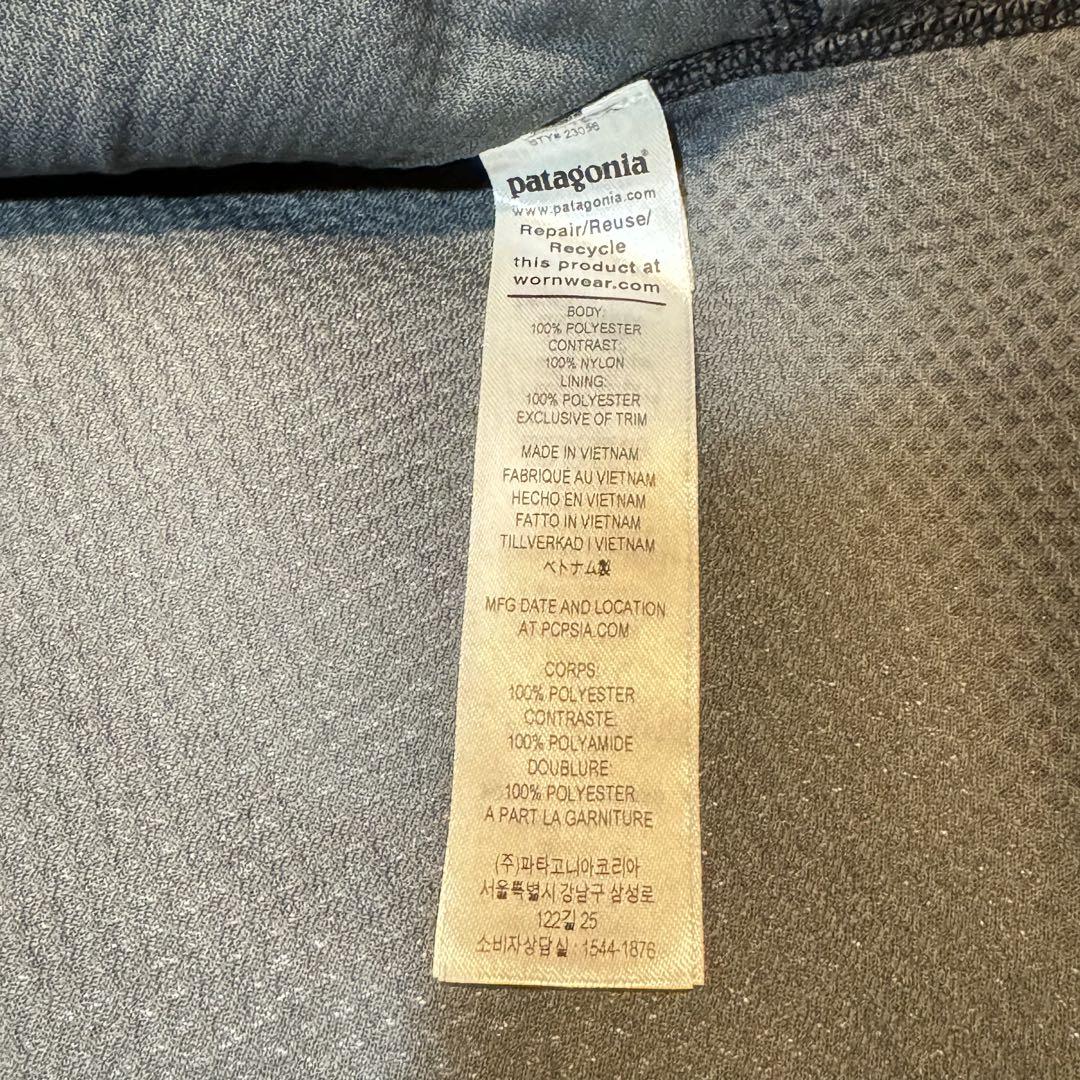 STY# 23056
patagonia®
www.patagonia.com
Repair/Reuse/
Recycle
this product at
wornwear.com
BODY:
100% POLYESTER
CONTRAST:
100% NYLON
LINING:
100% POLYESTER
EXCLUSIVE OF TRIM
MADE IN VIETNAM
FABRIQUÉ AU VIETNAM
HECHO EN VIETNAM
FATTO IN VIETNAM
TILLVERKAD I VIETNAM
ベトナム製
MFG DATE AND LOCATION
AT PCPSIA.COM
CORPS:
100% POLYESTER
CONTRASTE:
100% POLYAMIDE
DOUBLURE:
100% POLYESTER
A PART LA GARNITURE
(주)파타고니아코리아
서울특별시 강남구 삼성로
122길 25
소비자상담실 : 1544-1876